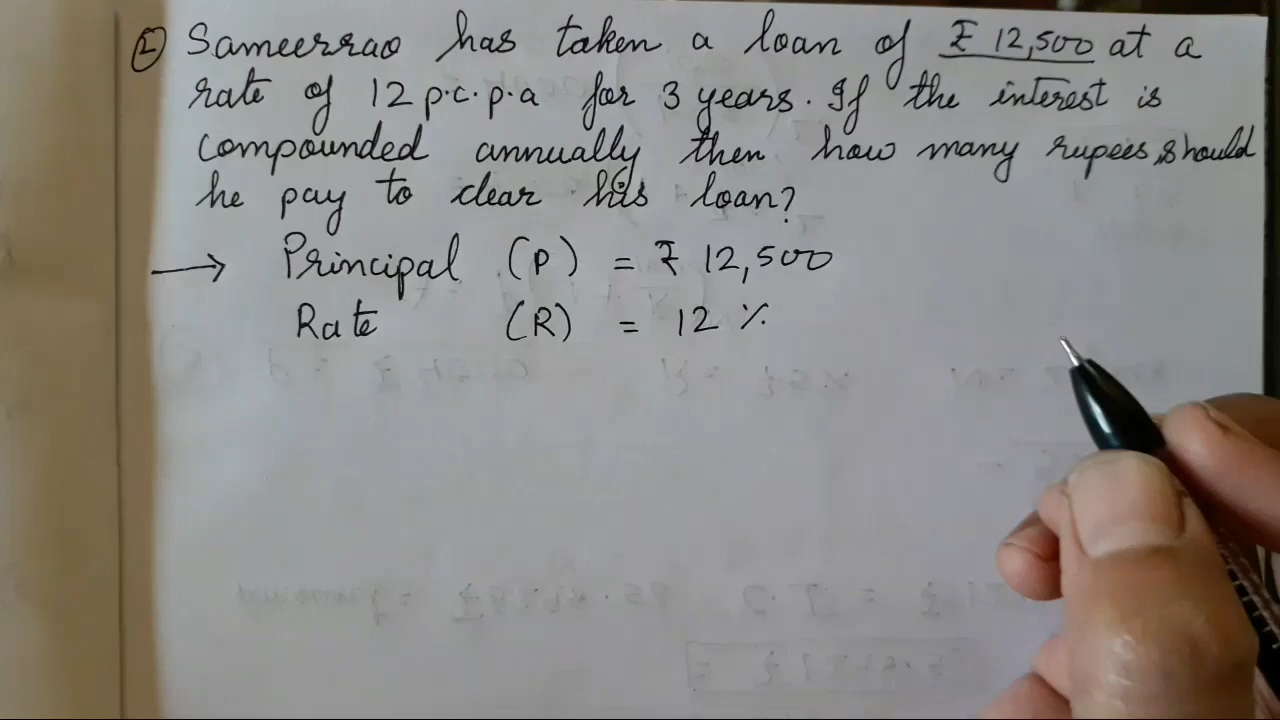 ② Sameerrao has taken a loan of ₹ 12,500 at a
rate of 12 p.c.p.a for 3 years. If the interest is
compounded annually then how many rupees should
he pay to clear his loan?
→ Principal (P) = ₹ 12,500
Rate (R) = 12 %